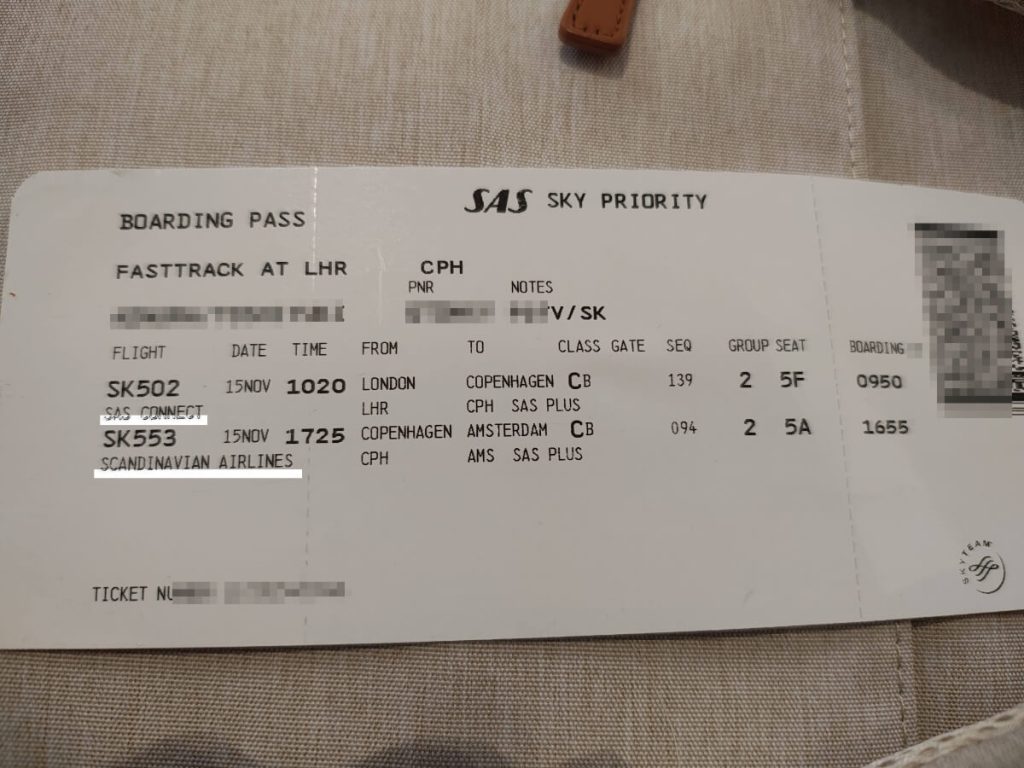 SAS SKY PRIORITY
BOARDING PASS
FASTTRACK AT LHR CPH
PNR NOTES
V/SK
FLIGHT DATE TIME FROM TO CLASS GATE SEQ GROUP SEAT BOARDING
SK502 15NOV 1020 LONDON COPENHAGEN CB 139 2 5F 0950
SAS CONNECT LHR CPH SAS PLUS
SK553 15NOV 1725 COPENHAGEN AMSTERDAM CB 094 2 5A 1655
SCANDINAVIAN AIRLINES CPH AMS SAS PLUS
SKYTEAM
TICKET